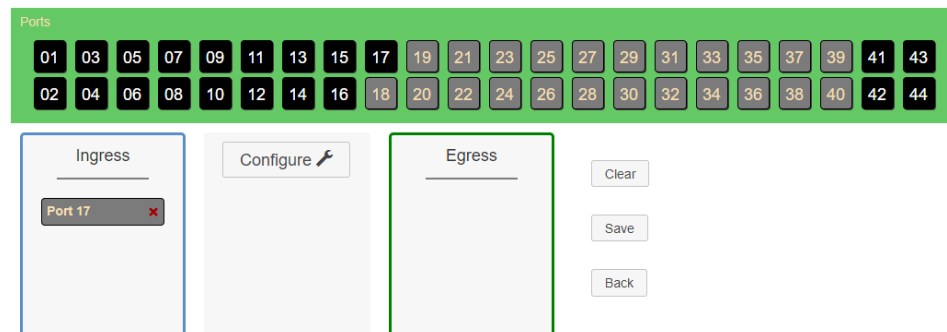 Ports
01 03 05 07 09 11 13 15 17 19 21 23 25 27 29 31 33 35 37 39 41 43
02 04 06 08 10 12 14 16 18 20 22 24 26 28 30 32 34 36 38 40 42 44
Ingress
Configure
Egress
Port 17
Clear
Save
Back